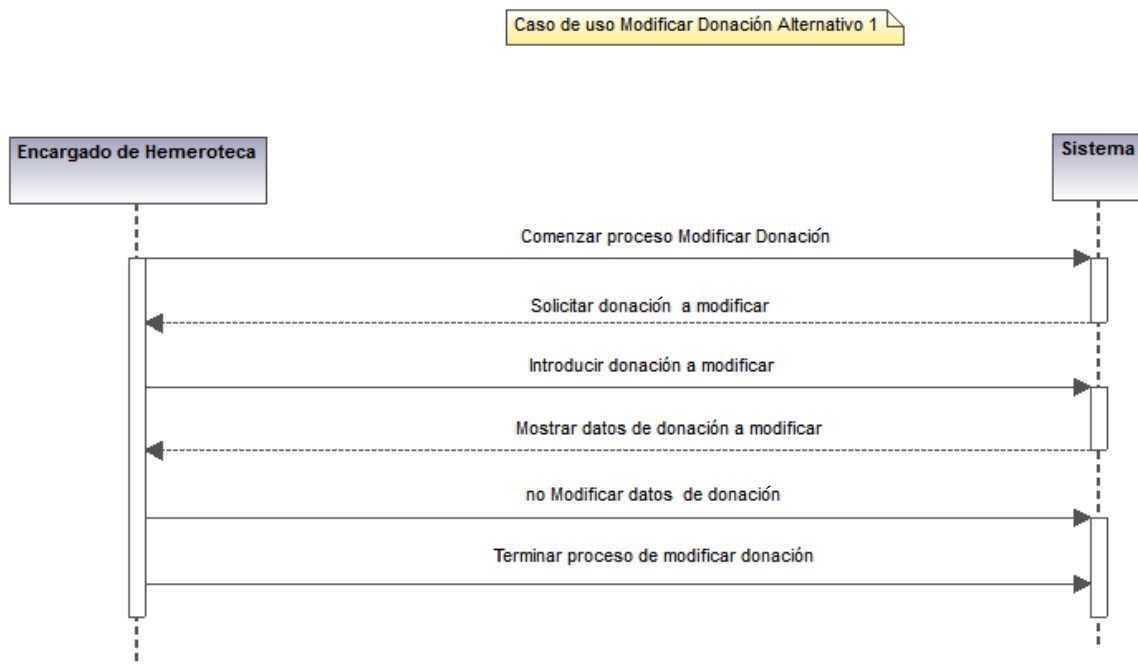 Caso de uso Modificar Donación Alternativo 1
Encargado de Hemeroteca
Sistema
Comenzar proceso Modificar Donación
Solicitar donación a modificar
Introducir donación a modificar
Mostrar datos de donación a modificar
no Modificar datos de donación
Terminar proceso de modificar donación